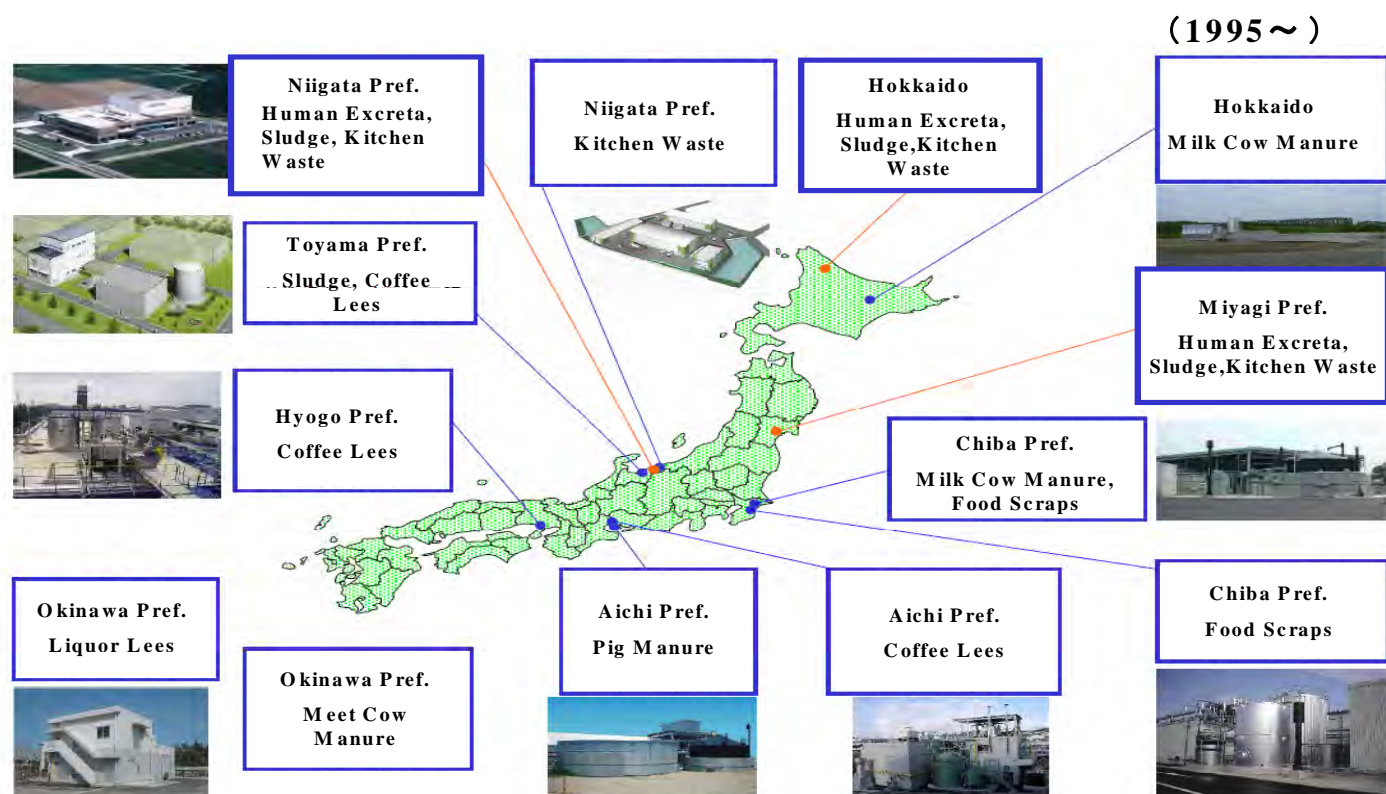 (1995～)
Niigata Pref.
Human Excreta,
Sludge, Kitchen
Waste
Niigata Pref.
Kitchen Waste
Hokkaido
Human Excreta,
Sludge,Kitchen
Waste
Hokkaido
Milk Cow Manure
Toyama Pref.
Sludge, Coffee
Lees
Miyagi Pref.
Human Excreta,
Sludge,Kitchen Waste
Hyogo Pref.
Coffee Lees
Chiba Pref.
Milk Cow Manure,
Food Scraps
Okinawa Pref.
Liquor Lees
Okinawa Pref.
Meet Cow
Manure
Aichi Pref.
Pig Manure
Aichi Pref.
Coffee Lees
Chiba Pref.
Food Scraps